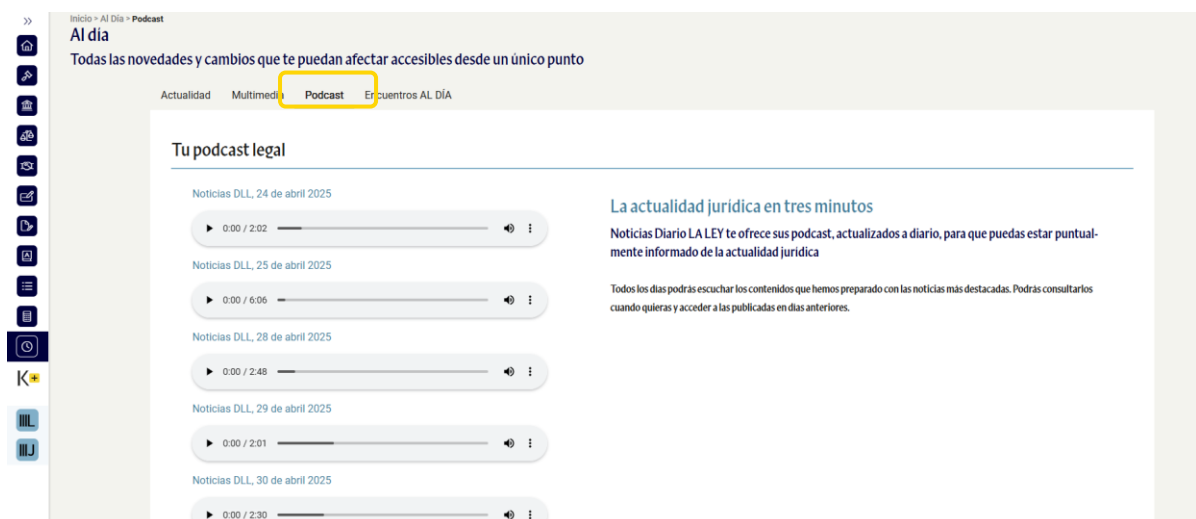 »
Inicio > Al Día > Podcast
Al día
Todas las novedades y cambios que te puedan afectar accesibles desde un único punto
Actualidad Multimedia Podcast Encuentros AL DÍA
Tu podcast legal
Noticias DLL, 24 de abril 2025
0:00 / 2:02
Noticias DLL, 25 de abril 2025
0:00 / 6:06
Noticias DLL, 28 de abril 2025
0:00 / 2:48
Noticias DLL, 29 de abril 2025
0:00 / 2:01
Noticias DLL, 30 de abril 2025
0:00 / 2:30
La actualidad jurídica en tres minutos
Noticias Diario LA LEY te ofrece sus podcast, actualizados a diario, para que puedas estar puntual-
mente informado de la actualidad jurídica
Todos los días podrás escuchar los contenidos que hemos preparado con las noticias más destacadas. Podrás consultarlos
cuando quieras y acceder a las publicadas en días anteriores.
A
K+
IIIL
IIIJ